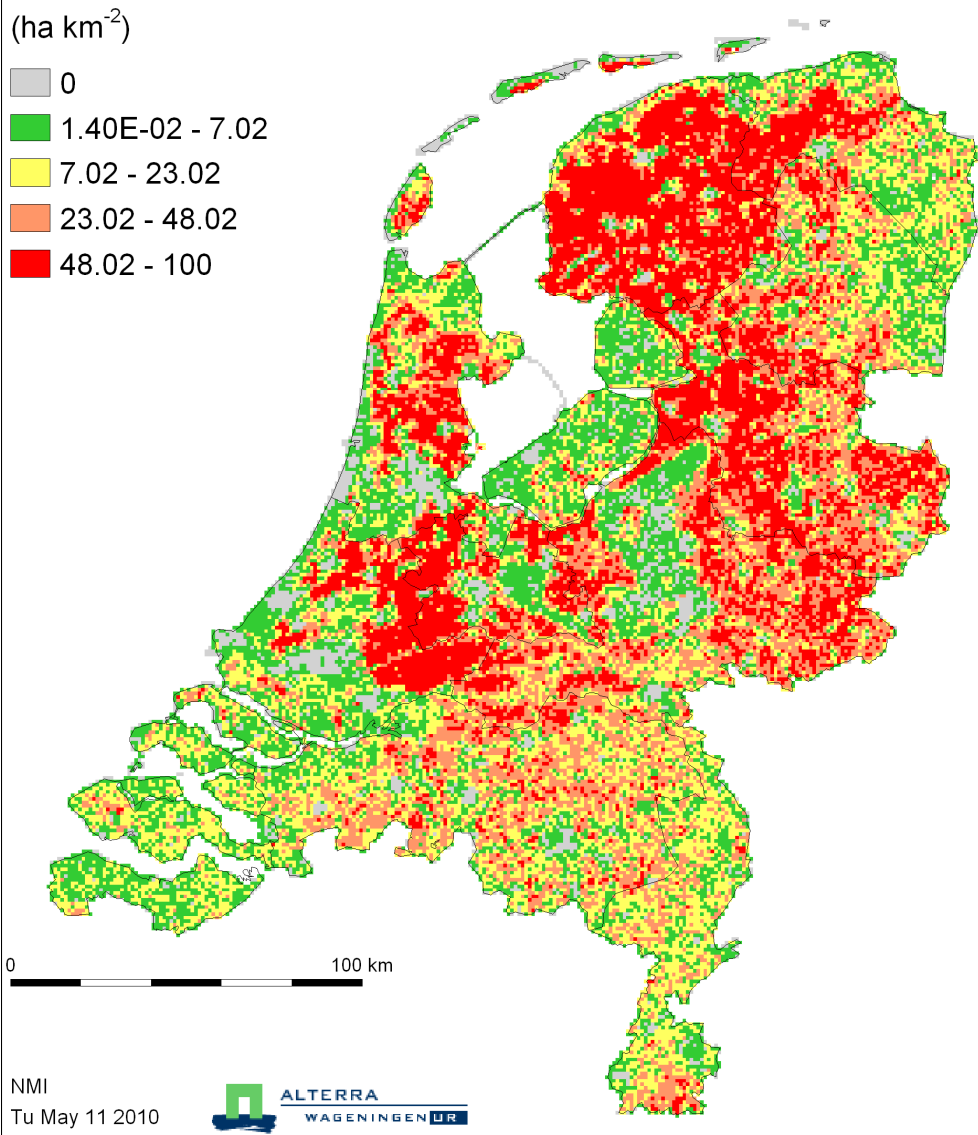 (ha km-2)
0
1.40E-02 - 7.02
7.02 - 23.02
23.02 - 48.02
48.02 - 100
0 100 km
NMI
Tu May 11 2010
ALTERRA
WAGENINGEN UR